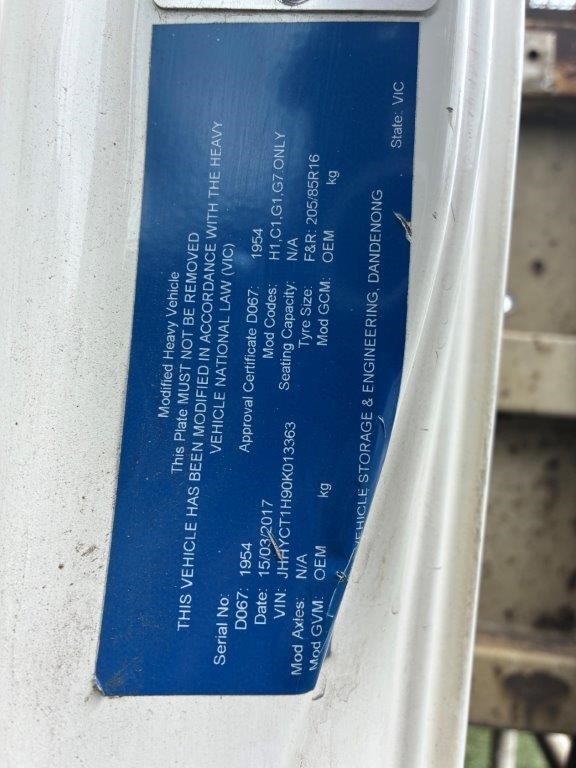 Modified Heavy Vehicle
This Plate MUST NOT BE REMOVED
THIS VEHICLE HAS BEEN MODIFIED IN ACCORDANCE WITH THE HEAVY
VEHICLE NATIONAL LAW (VIC)
Serial No: Approval Certificate D067: 1954
D067: 1954 Mod Codes: H1,C1,G1,G7 ONLY
Date: 15/03/2017 Seating Capacity: N/A
VIN: JHHYCT1H90K013363 Tyre Size: F&R: 205/85R16
Mod Axles: N/A Mod GCM: OEM kg
Mod GVM: OEM kg
VEHICLE STORAGE & ENGINEERING, DANDENONG State: VIC